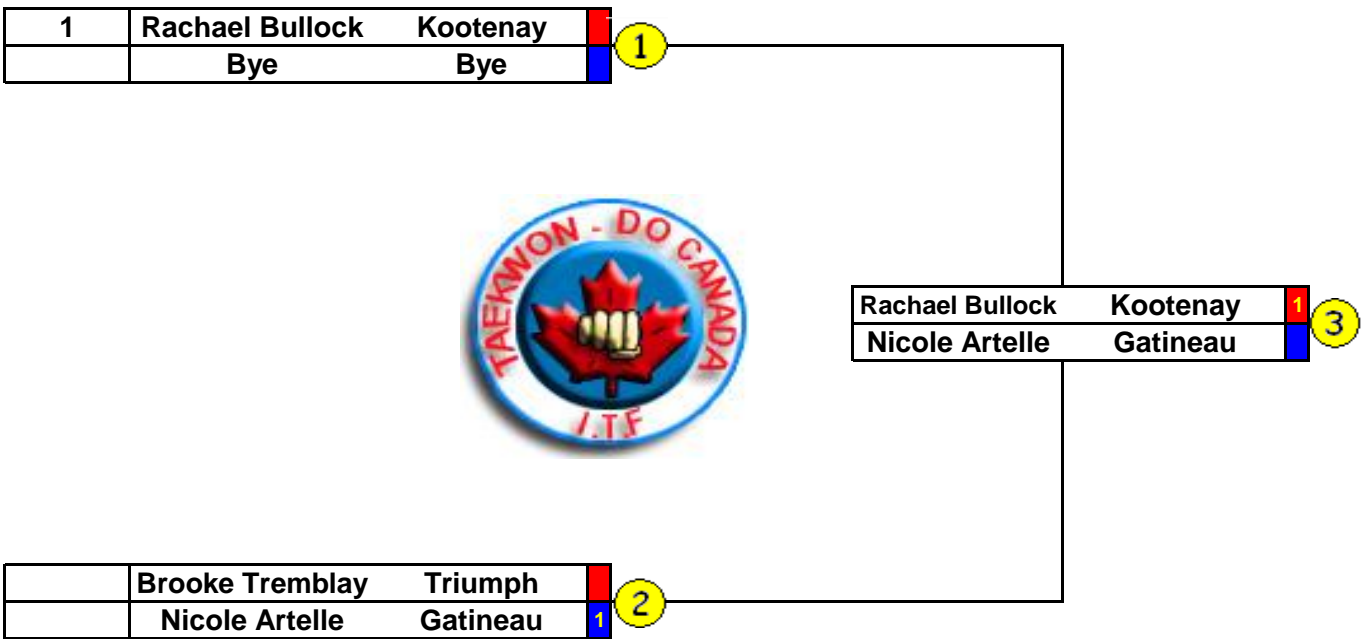 1 Rachael Bullock Kootenay
Bye Bye
1
TAEKWON - DO CANADA
I.T.F
Rachael Bullock Kootenay 1
Nicole Artelle Gatineau
3
Brooke Tremblay Triumph
Nicole Artelle Gatineau 1
2